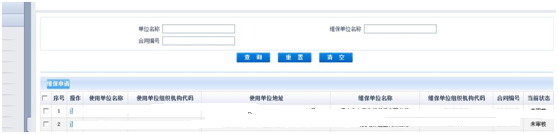 单位名称 维保单位名称
合同编号
查 询 重 置 清 空
维保申请
序号 操作 使用单位名称 使用单位组织机构代码 使用单位地址 维保单位名称 维保单位组织机构代码 合同编号 当前状态
1 未审核
2 未审核